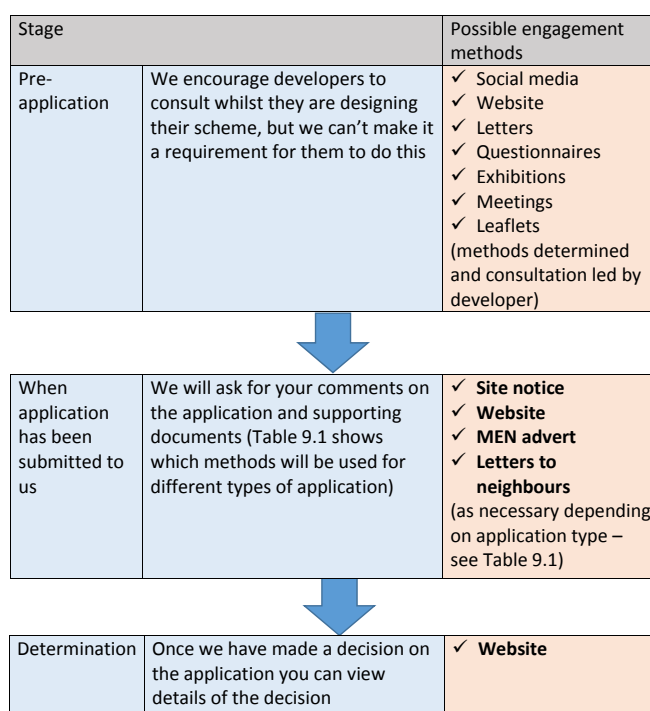 Stage
Possible engagement
methods
Pre-
application
We encourage developers to
consult whilst they are designing
their scheme, but we can't make it
a requirement for them to do this
✓ Social media
✓ Website
✓ Letters
✓ Questionnaires
✓ Exhibitions
✓ Meetings
✓ Leaflets
(methods determined
and consultation led by
developer)
When
application
has been
submitted to
us
We will ask for your comments on
the application and supporting
documents (Table 9.1 shows
which methods will be used for
different types of application)
✓ Site notice
✓ Website
✓ MEN advert
✓ Letters to
neighbours
(as necessary depending
on application type –
see Table 9.1)
Determination
Once we have made a decision on
the application you can view
details of the decision
✓ Website